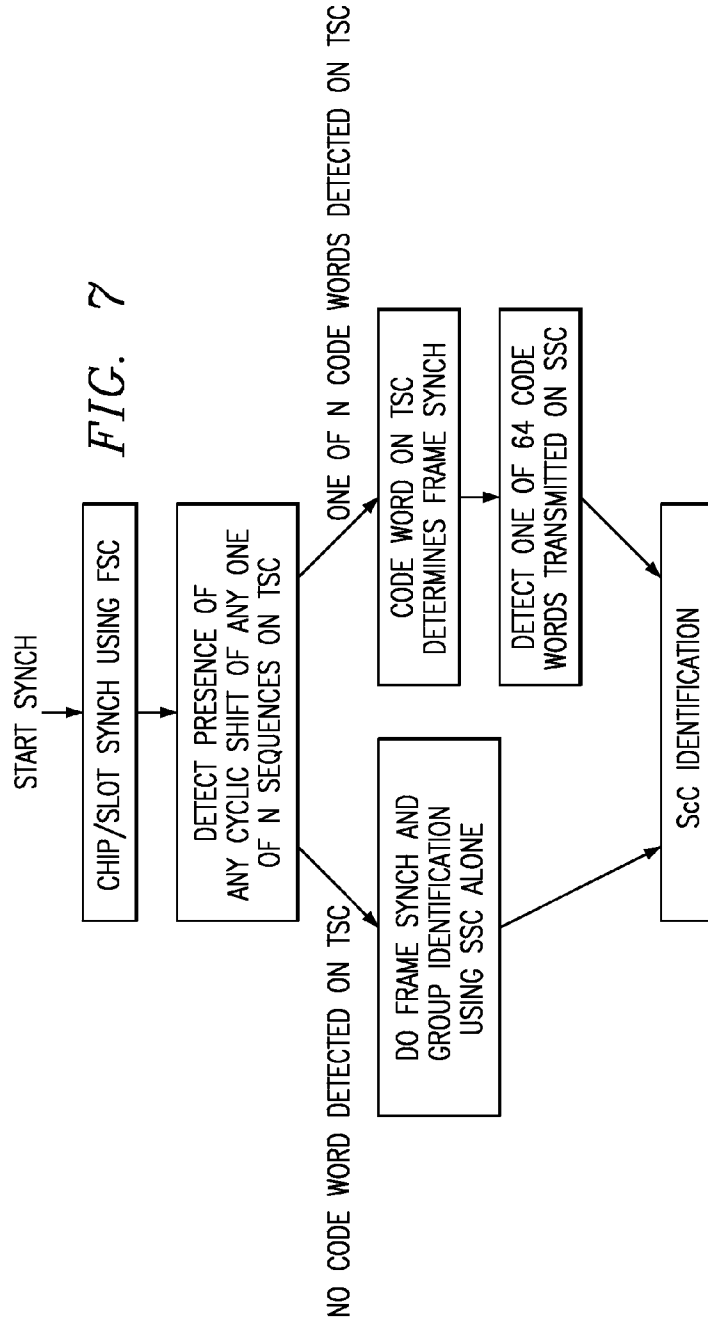 START SYNCH
FIG. 7
CHIP/SLOT SYNCH USING FSC
DETECT PRESENCE OF
ANY CYCLIC SHIFT OF ANY ONE
OF N SEQUENCES ON TSC
NO CODE WORD DETECTED ON TSC
ONE OF N CODE WORDS DETECTED ON TSC
DO FRAME SYNCH AND
GROUP IDENTIFICATION
USING SSC ALONE
CODE WORD ON TSC
DETERMINES FRAME SYNCH
DETECT ONE OF 64 CODE
WORDS TRANSMITTED ON SSC
ScC IDENTIFICATION